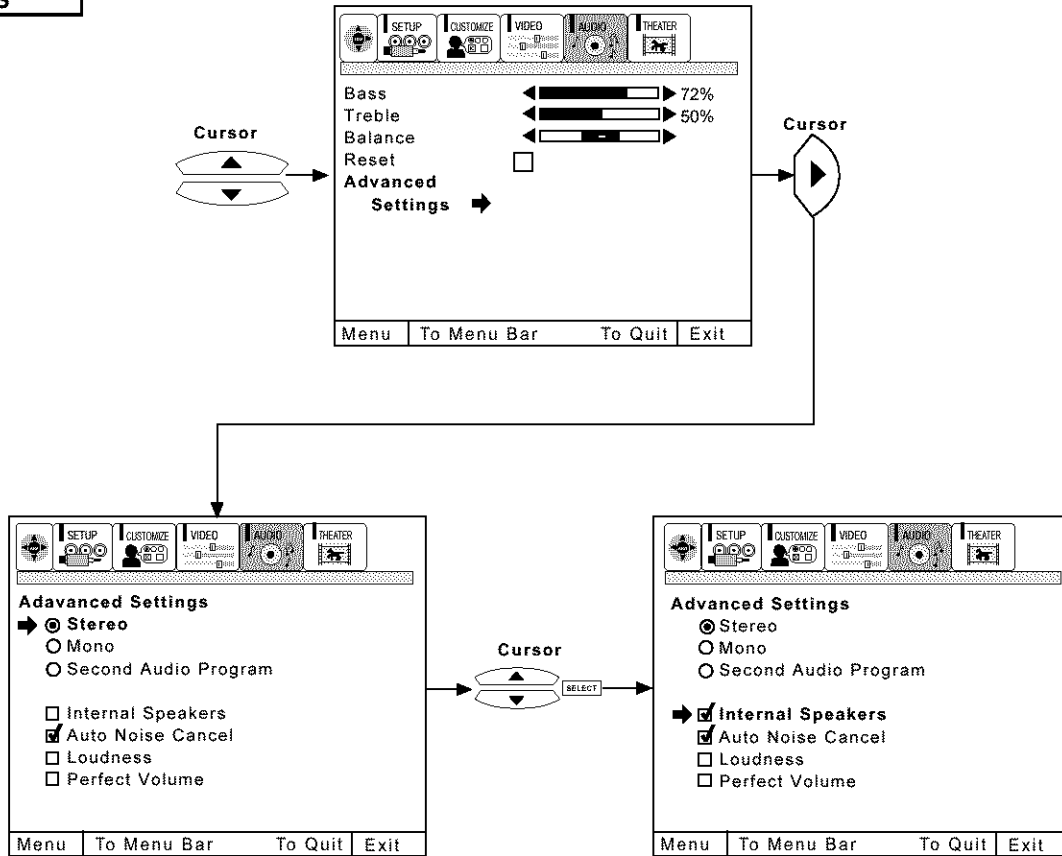 S
SETUP CUSTOMIZE VIDEO AUDIO THEATER
Bass 72%
Treble 50%
Balance
Reset
Advanced
Settings
Menu To Menu Bar To Quit Exit
Cursor
Cursor
SETUP CUSTOMIZE VIDEO AUDIO THEATER
Adavanced Settings
Stereo
Mono
Second Audio Program
Internal Speakers
Auto Noise Cancel
Loudness
Perfect Volume
Menu To Menu Bar To Quit Exit
Cursor
SELECT
SETUP CUSTOMIZE VIDEO AUDIO THEATER
Advanced Settings
Stereo
Mono
Second Audio Program
Internal Speakers
Auto Noise Cancel
Loudness
Perfect Volume
Menu To Menu Bar To Quit Exit